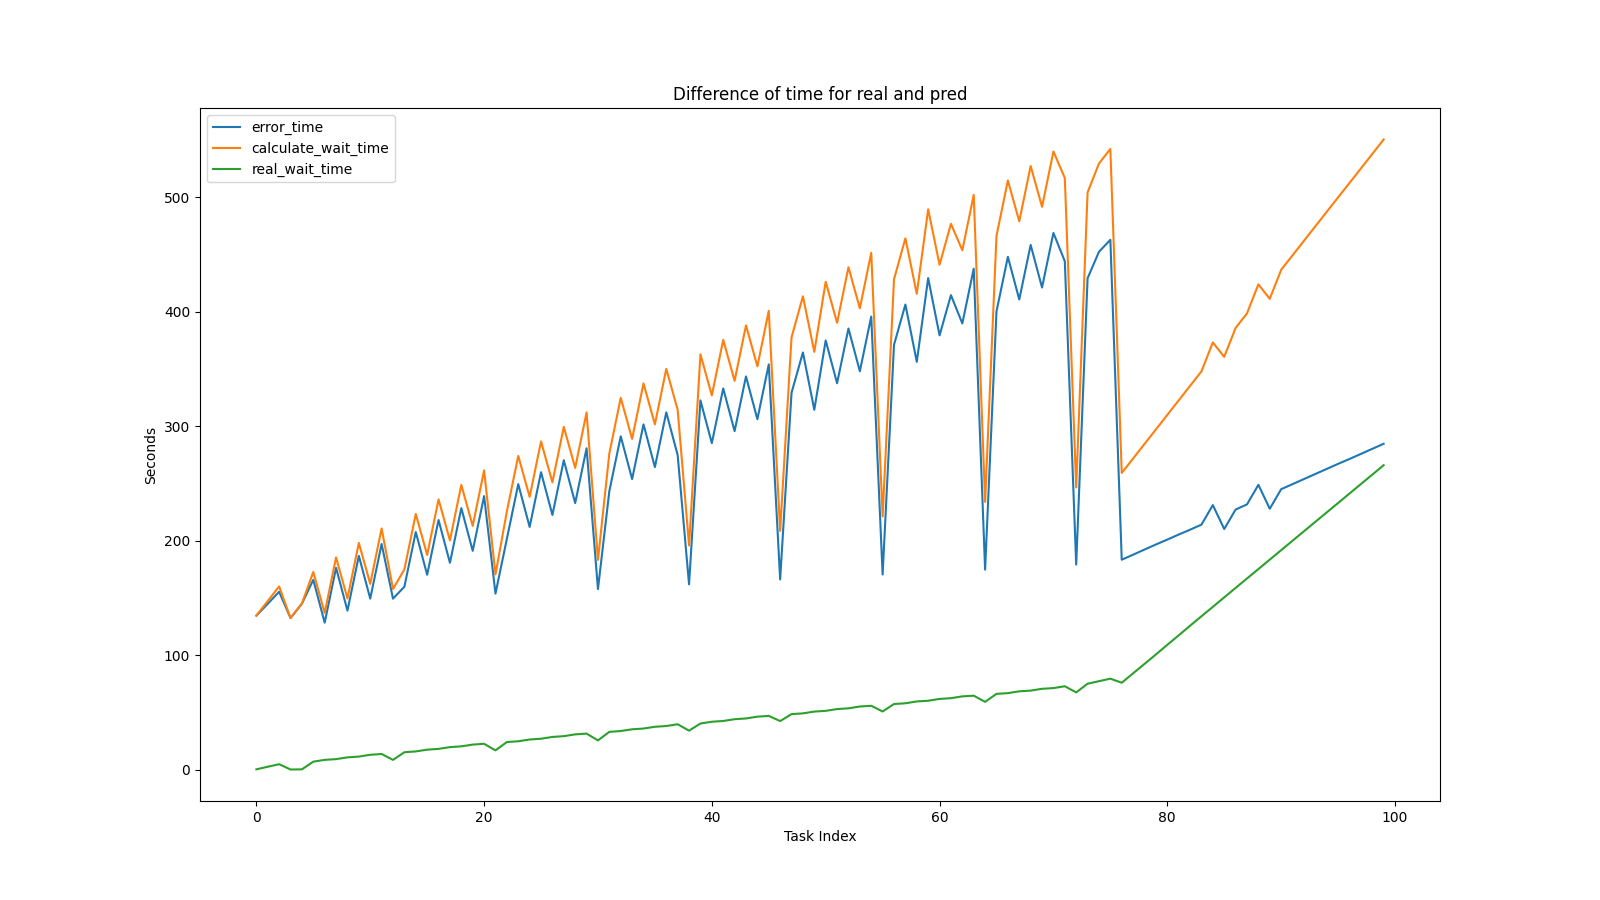 Difference of time for real and pred
error_time
calculate_wait_time
real_wait_time
500
400
300
200
100
0
Seconds
0 20 40 60 80 100
Task Index